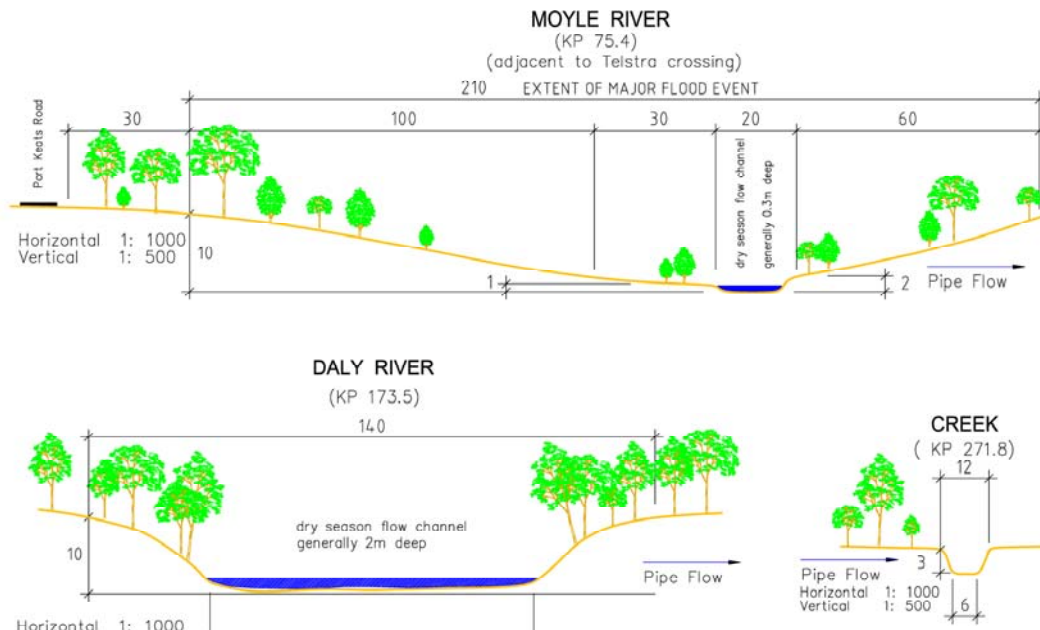 MOYLE RIVER
(KP 75.4)
(adjacent to Telstra crossing)
210 EXTENT OF MAJOR FLOOD EVENT
Port Keats Road
30
100
30
20
60
dry season flow channel
generally 0.3m deep
Horizontal 1: 1000
Vertical 1: 500
10
1
2
Pipe Flow
DALY RIVER
(KP 173.5)
140
dry season flow channel
generally 2m deep
10
Pipe Flow
Horizontal 1: 1000
CREEK
( KP 271.8)
12
3
Pipe Flow
Horizontal 1: 1000
Vertical 1: 500
6